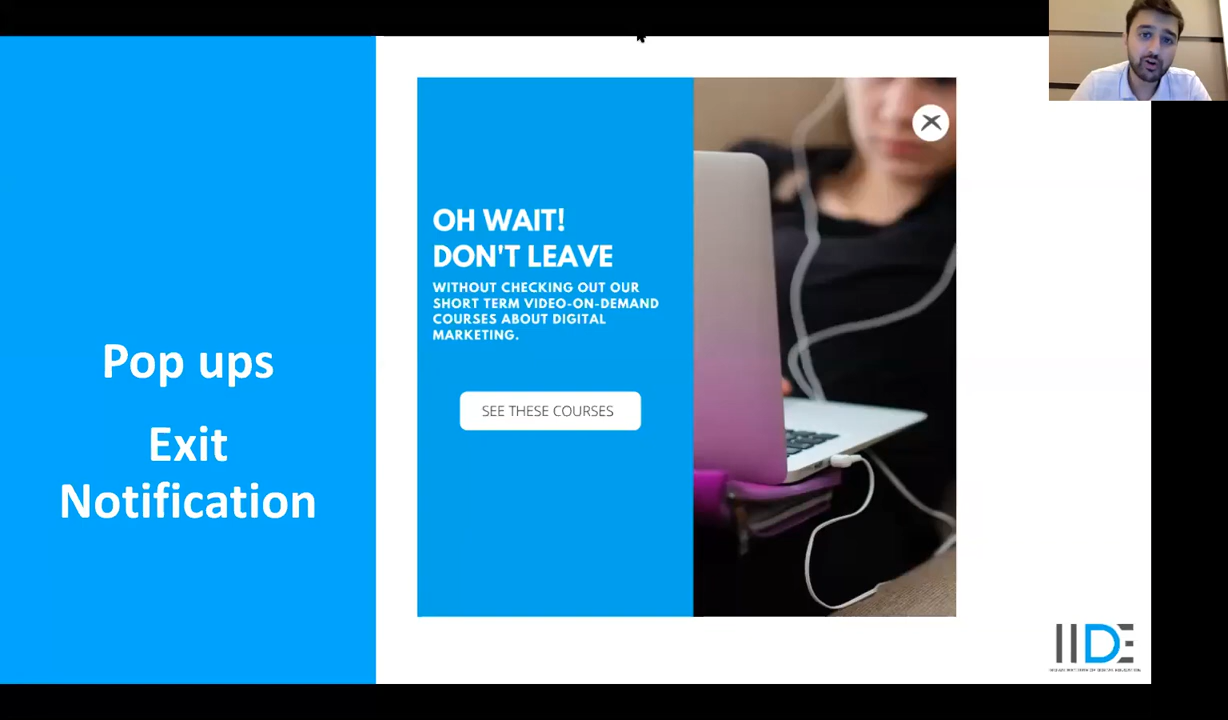 Pop ups
Exit
Notification
OH WAIT!
DON'T LEAVE
WITHOUT CHECKING OUT OUR
SHORT TERM VIDEO-ON-DEMAND
COURSES ABOUT DIGITAL
MARKETING.
SEE THESE COURSES
IIDE